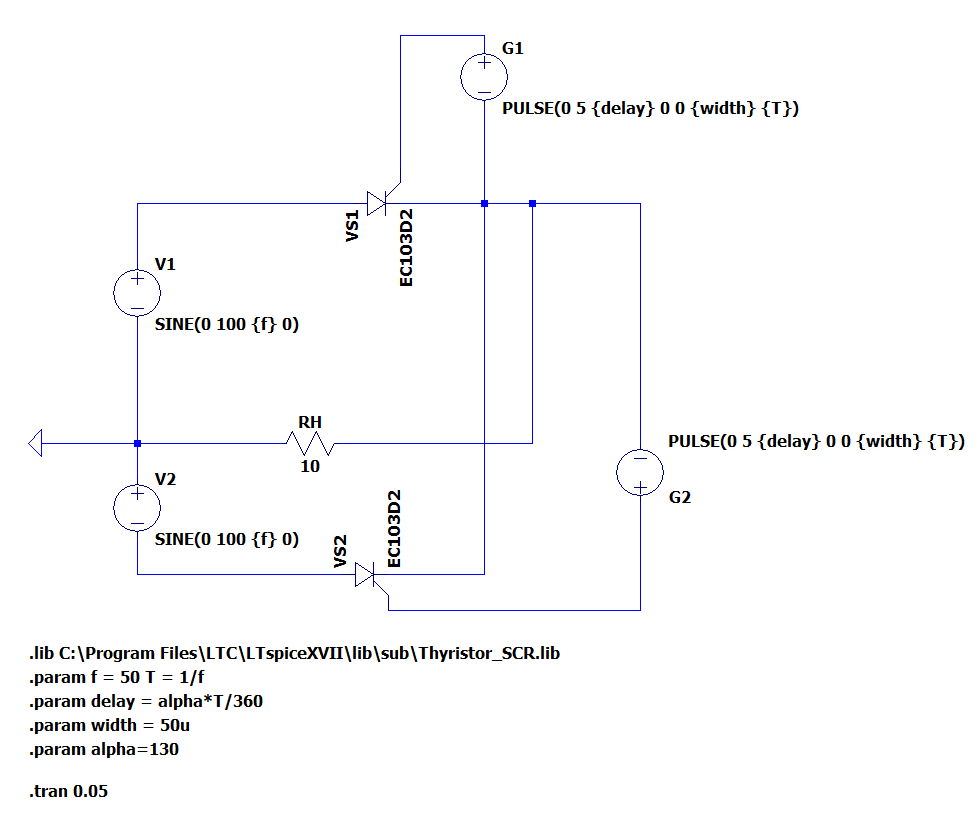 G1
PULSE(0 5 {delay} 0 0 {width} {T})
VS1
EC103D2
V1
SINE(0 100 {f} 0)
RH
10
PULSE(0 5 {delay} 0 0 {width} {T})
G2
V2
SINE(0 100 {f} 0)
VS2
EC103D2
.lib C:\Program Files\LTC\LTspiceXVII\lib\sub\Thyristor_SCR.lib
.param f = 50 T = 1/f
.param delay = alpha*T/360
.param width = 50u
.param alpha=130
.tran 0.05